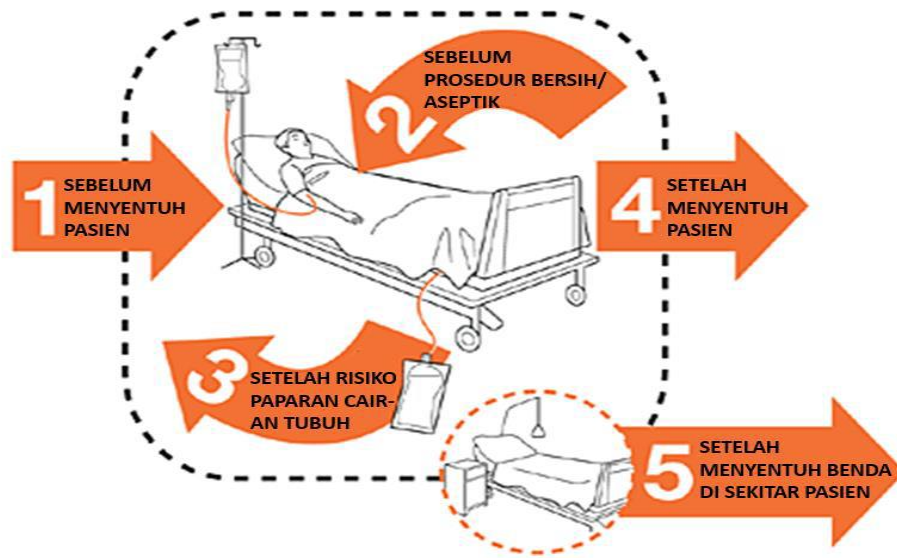 1
SEBELUM
MENYENTUH
PASIEN
2
SEBELUM
PROSEDUR BERSIH/
ASEPTIK
3
SETELAH RISIKO
PAPARAN CAIR-
AN TUBUH
4
SETELAH
MENYENTUH
PASIEN
5
SETELAH
MENYENTUH BENDA
DI SEKITAR PASIEN